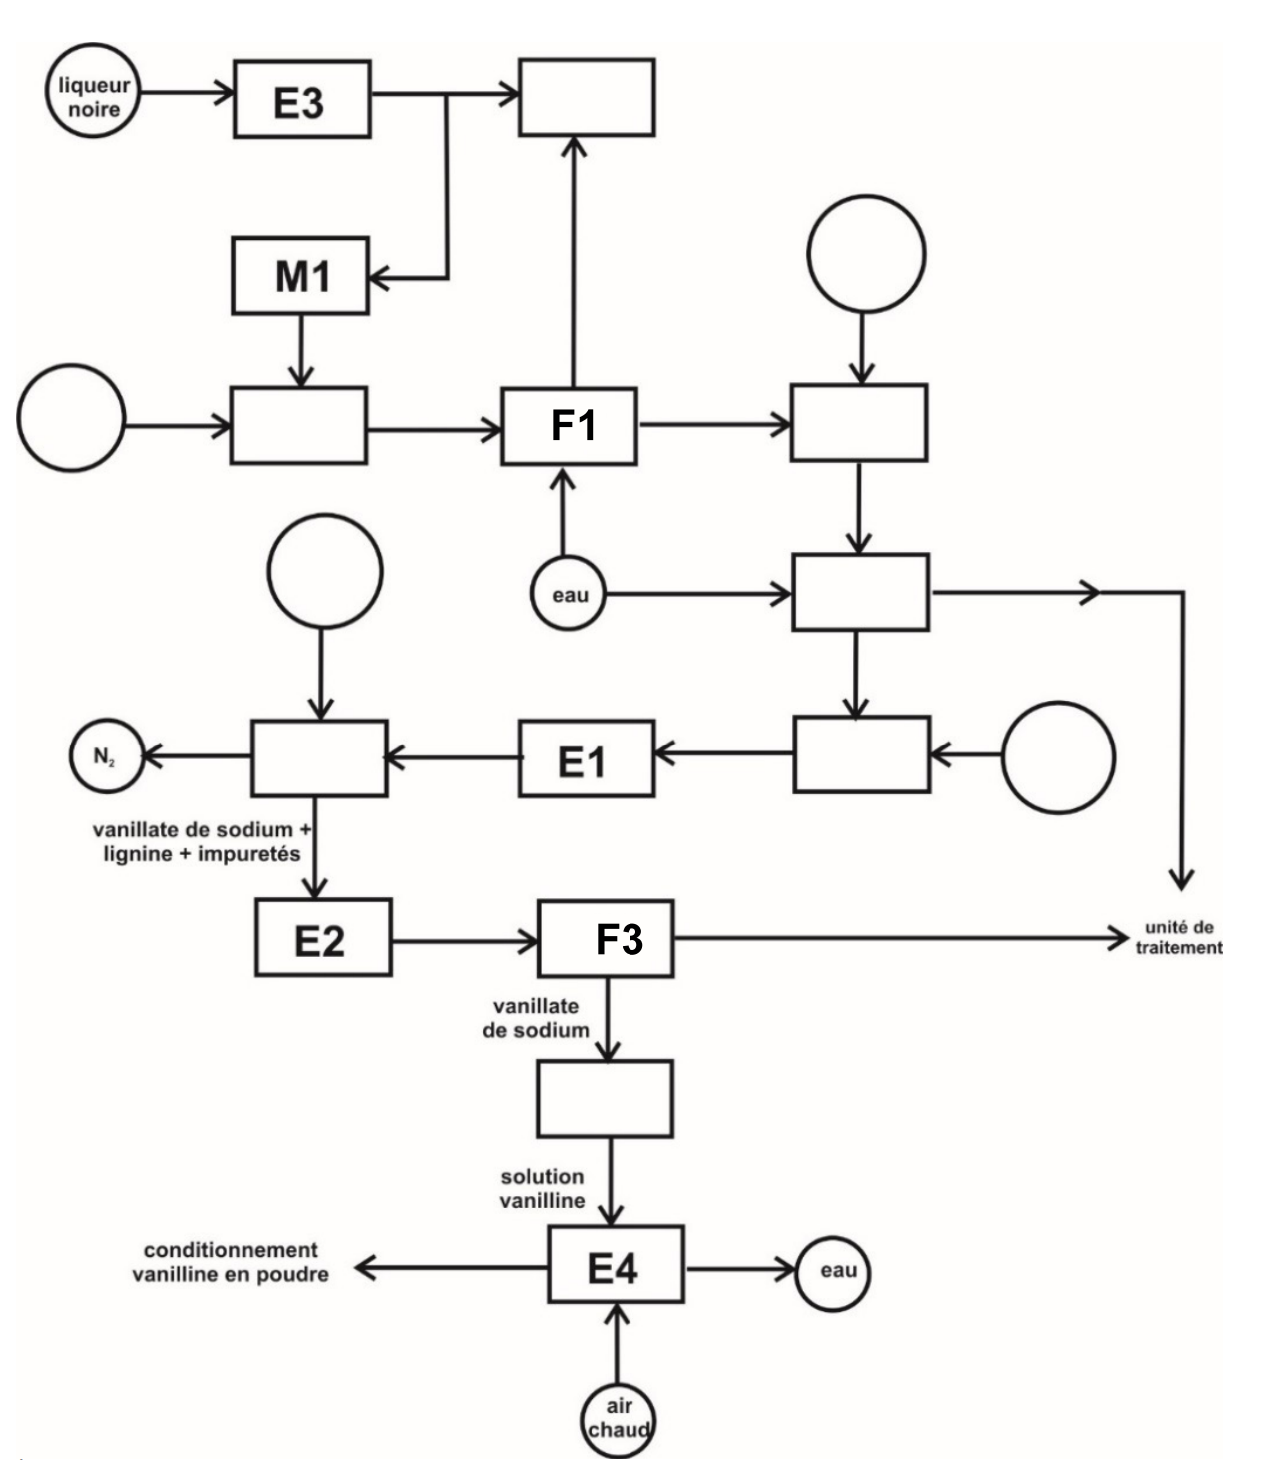 liqueur
noire
E3
M1
F1
eau
N₂
E1
vanillate de sodium +
lignine + impuretés
E2
F3
unité de
traitement
vanillate
de sodium
solution
vanilline
conditionnement
vanilline en poudre
E4
eau
air
chaud